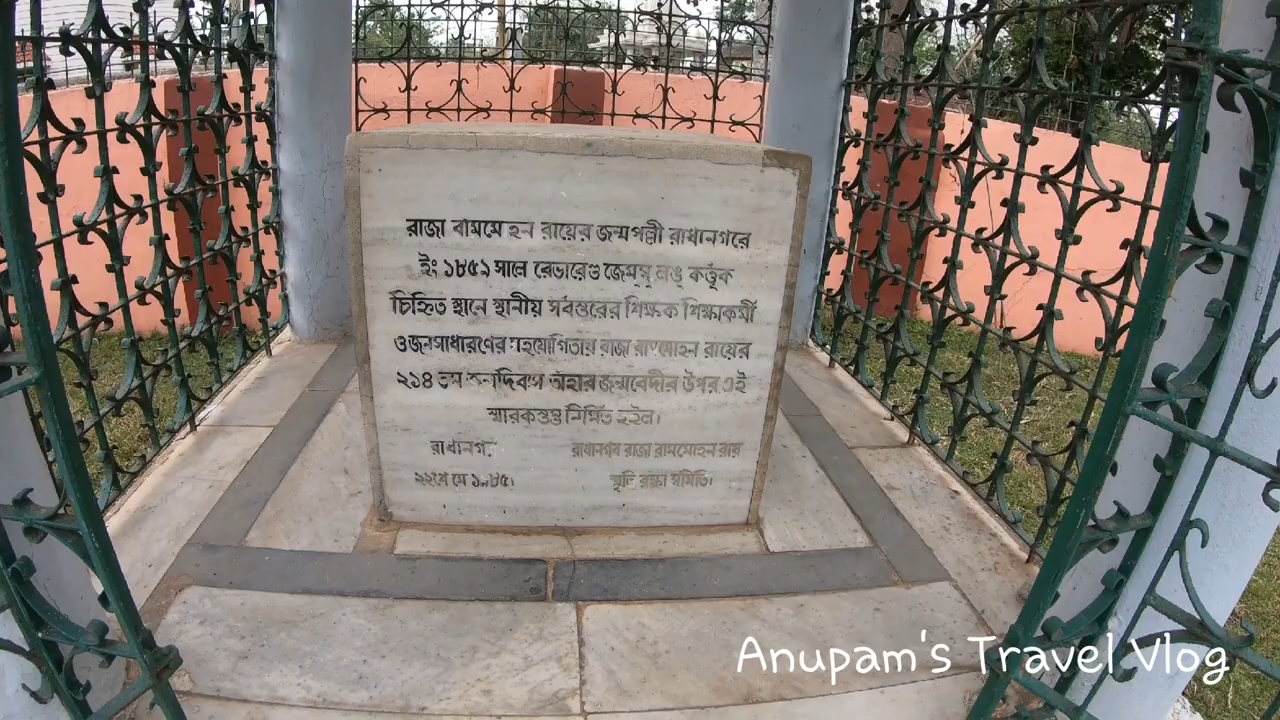 রাজা রামমোহন রায়ের জন্মপল্লী রাধানগরে
ইং ১৮৫৯ সালে রেভারেণ্ড জেমস্ লঙ্ কর্ত্তৃক
চিহ্নিত স্থানে স্থানীয় সর্বস্তরের শিক্ষক শিক্ষাকর্মী
ও জনসাধারণের সহযোগিতায় রাজা রামমোহন রায়ের
২১৪ তম জন্মদিবসে তাঁহার জন্মবেদীর উপর এই
স্মারকস্তম্ভ নির্মিত হইল।
রাধানগর রাধানগর রাজা রামমোহন রায়
২২শে মে ১৯৮৫। স্মৃতি রক্ষা সমিতি।
Anupam's Travel Vlog